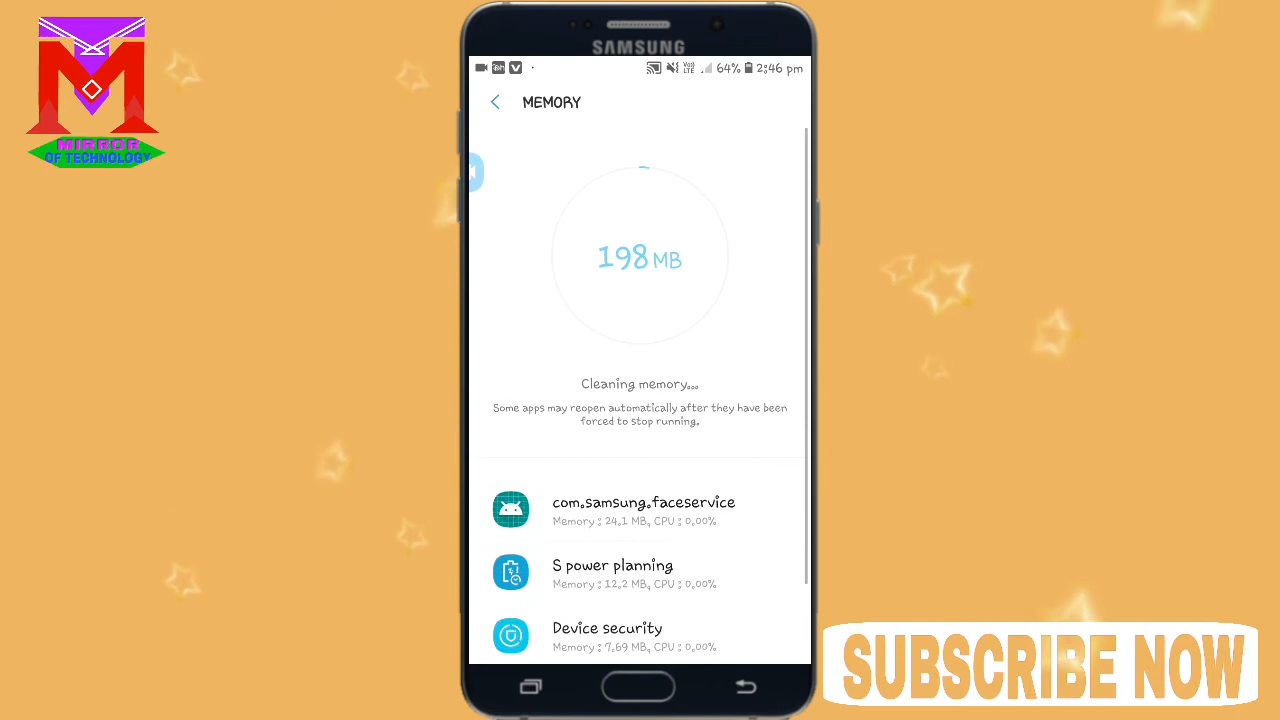 MIRROR
OF TECHNOLOGY
SAMSUNG
64% 2:46 pm
MEMORY
198 MB
Cleaning memory...
Some apps may reopen automatically after they have been
forced to stop running.
com.samsung.faceservice
Memory : 24.1 MB, CPU : 0.00%
S power planning
Memory : 12.2 MB, CPU : 0.00%
Device security
Memory : 7.69 MB, CPU : 0.00%
SUBSCRIBE NOW